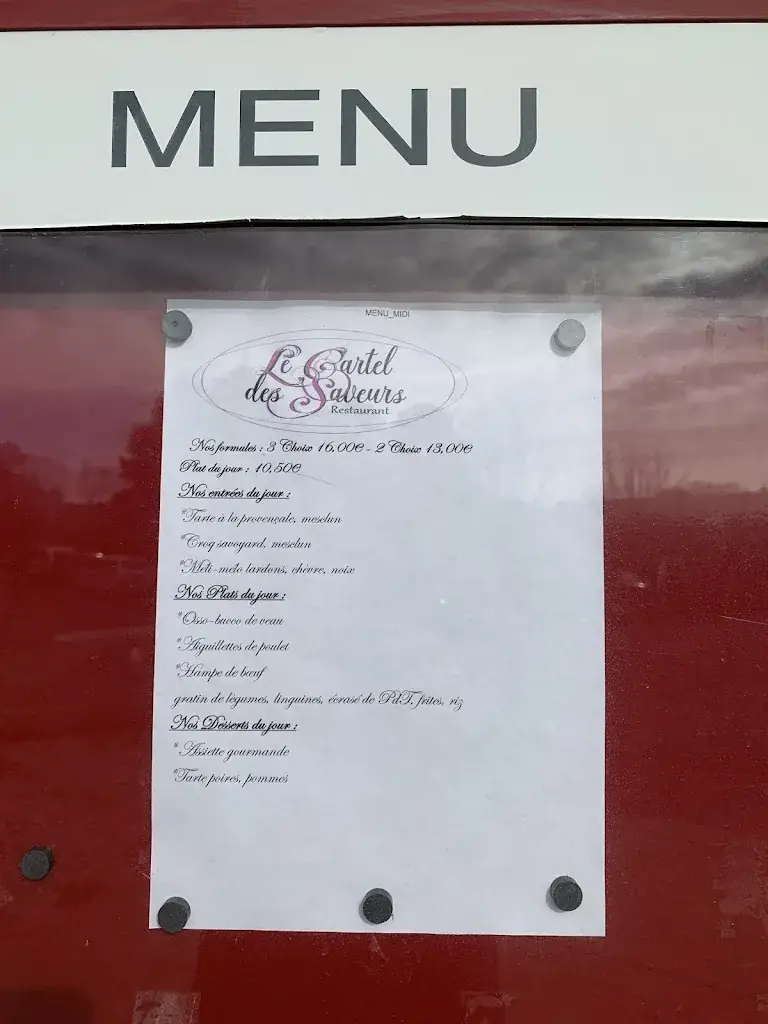 MENU
MENU_MIDI
Le Cartel
des Saveurs
Restaurant
Nos formules : 3 Choix 16,00€ - 2 Choix 13,00€
Plat du jour : 10,50€
Nos entrées du jour :
*Tarte à la provençale, mesclun
*Croq savoyard, mesclun
*Méli-mélo lardons, chèvre, noix
Nos Plats du jour :
*Osso-bucco de veau
*Aiguillettes de poulet
*Hampe de bœuf
gratin de légumes, linguines, écrasé de P.d.T, frites, riz
Nos Desserts du jour :
* Assiette gourmande
*Tarte poires, pommes